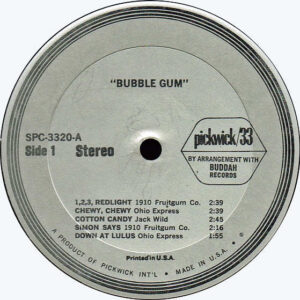 "BUBBLE GUM"
SPC-3320-A
Side 1 Stereo
pickwick/33
BY ARRANGEMENT WITH
BUDDAH
RECORDS
1,2,3, REDLIGHT 1910 Fruitgum Co. 2:39
CHEWY, CHEWY Ohio Express 2:39
COTTON CANDY Jack Wild 2:45
SIMON SAYS 1910 Fruitgum Co. 2:16
DOWN AT LULUS Ohio Express 1:55
Printed in U.S.A.
A PRODUCT OF PICKWICK INT'L. • MADE IN U.S.A.